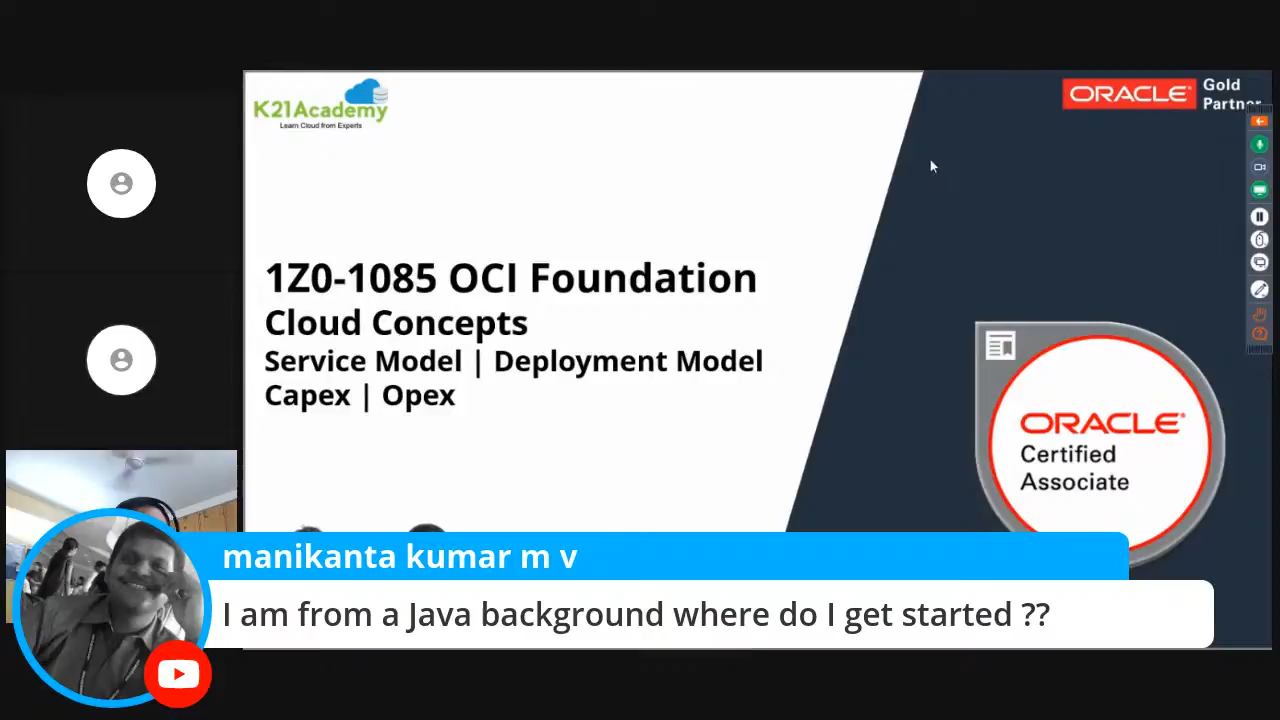 K21Academy
Learn Cloud from Experts
ORACLE
Gold
Partner
1Z0-1085 OCI Foundation
Cloud Concepts
Service Model | Deployment Model
Capex | Opex
ORACLE
Certified
Associate
manikanta kumar m v
I am from a Java background where do I get started ??